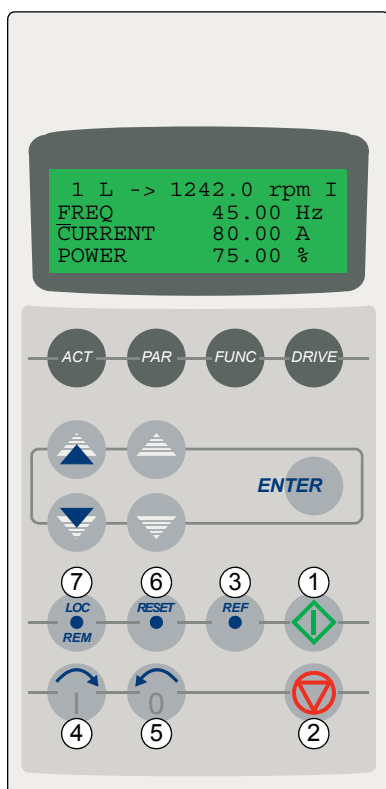 1 L -> 1242.0 rpm I
FREQ 45.00 Hz
CURRENT 80.00 A
POWER 75.00 %
ACT PAR FUNC DRIVE
ENTER
7 6 3 1
LOC RESET REF
REM
I 0
4 5 2